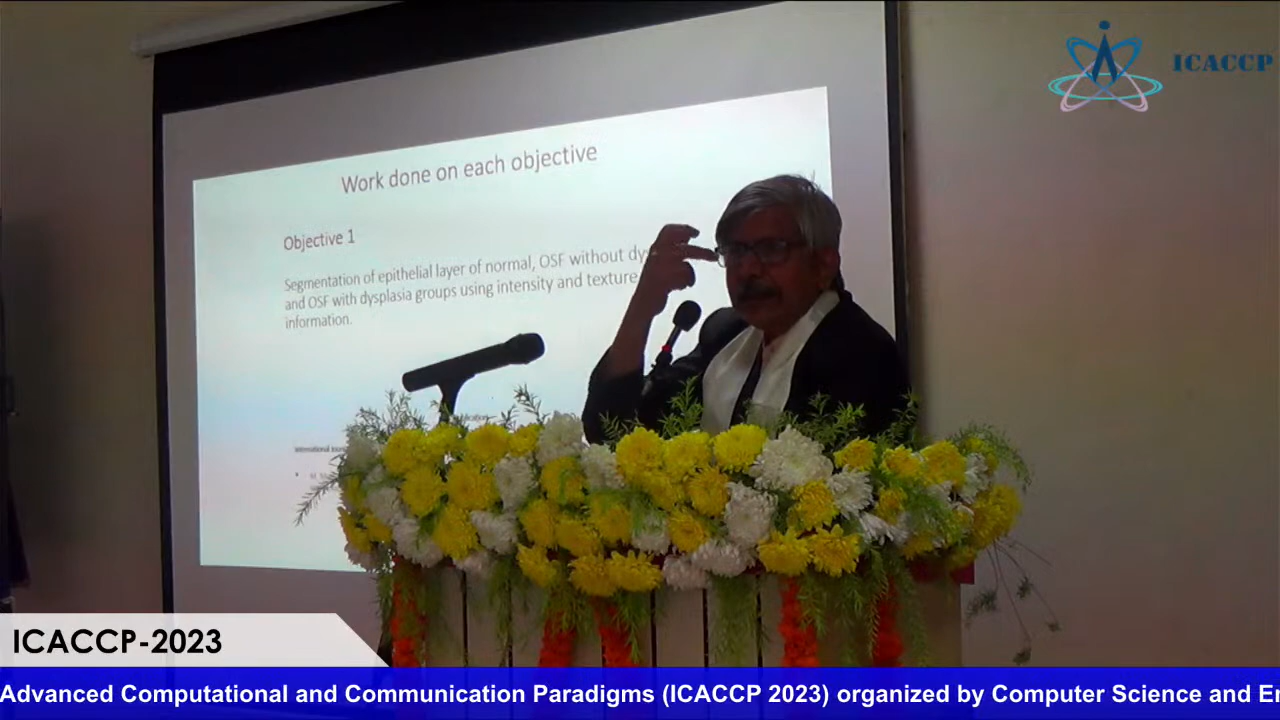 ICACCP
Work done on each objective
Objective 1
Segmentation of epithelial layer of normal, OSF without
and OSF with dysplasia groups using intensity and texture
information.
ICACCP-2023
Advanced Computational and Communication Paradigms (ICACCP 2023) organized by Computer Science and